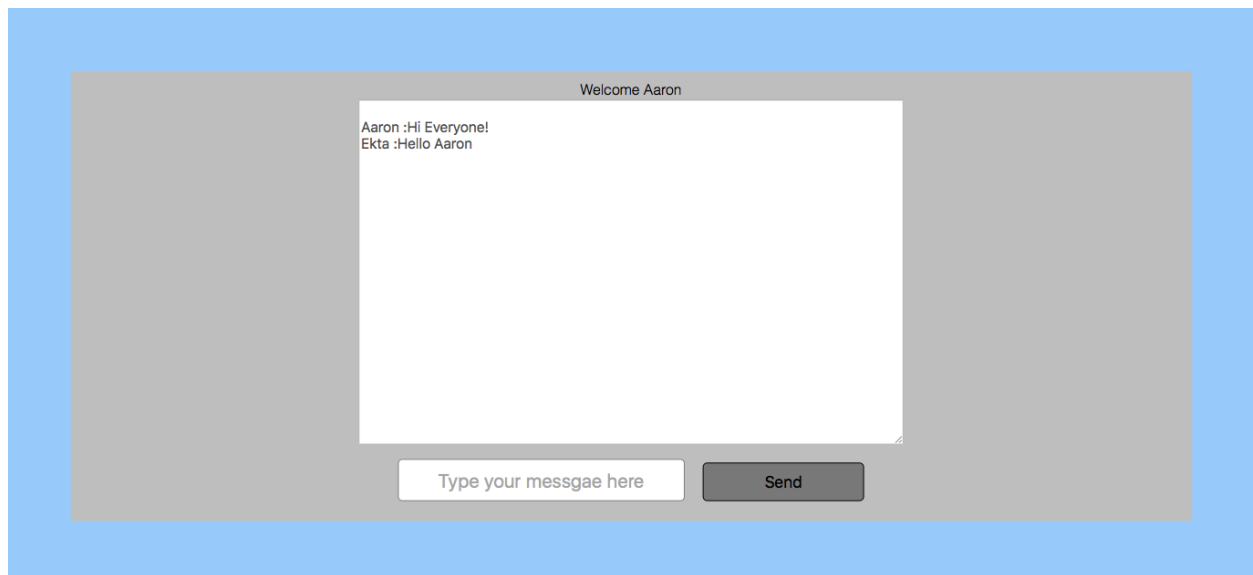 Welcome Aaron
Aaron :Hi Everyone!
Ekta :Hello Aaron
Type your messgae here
Send